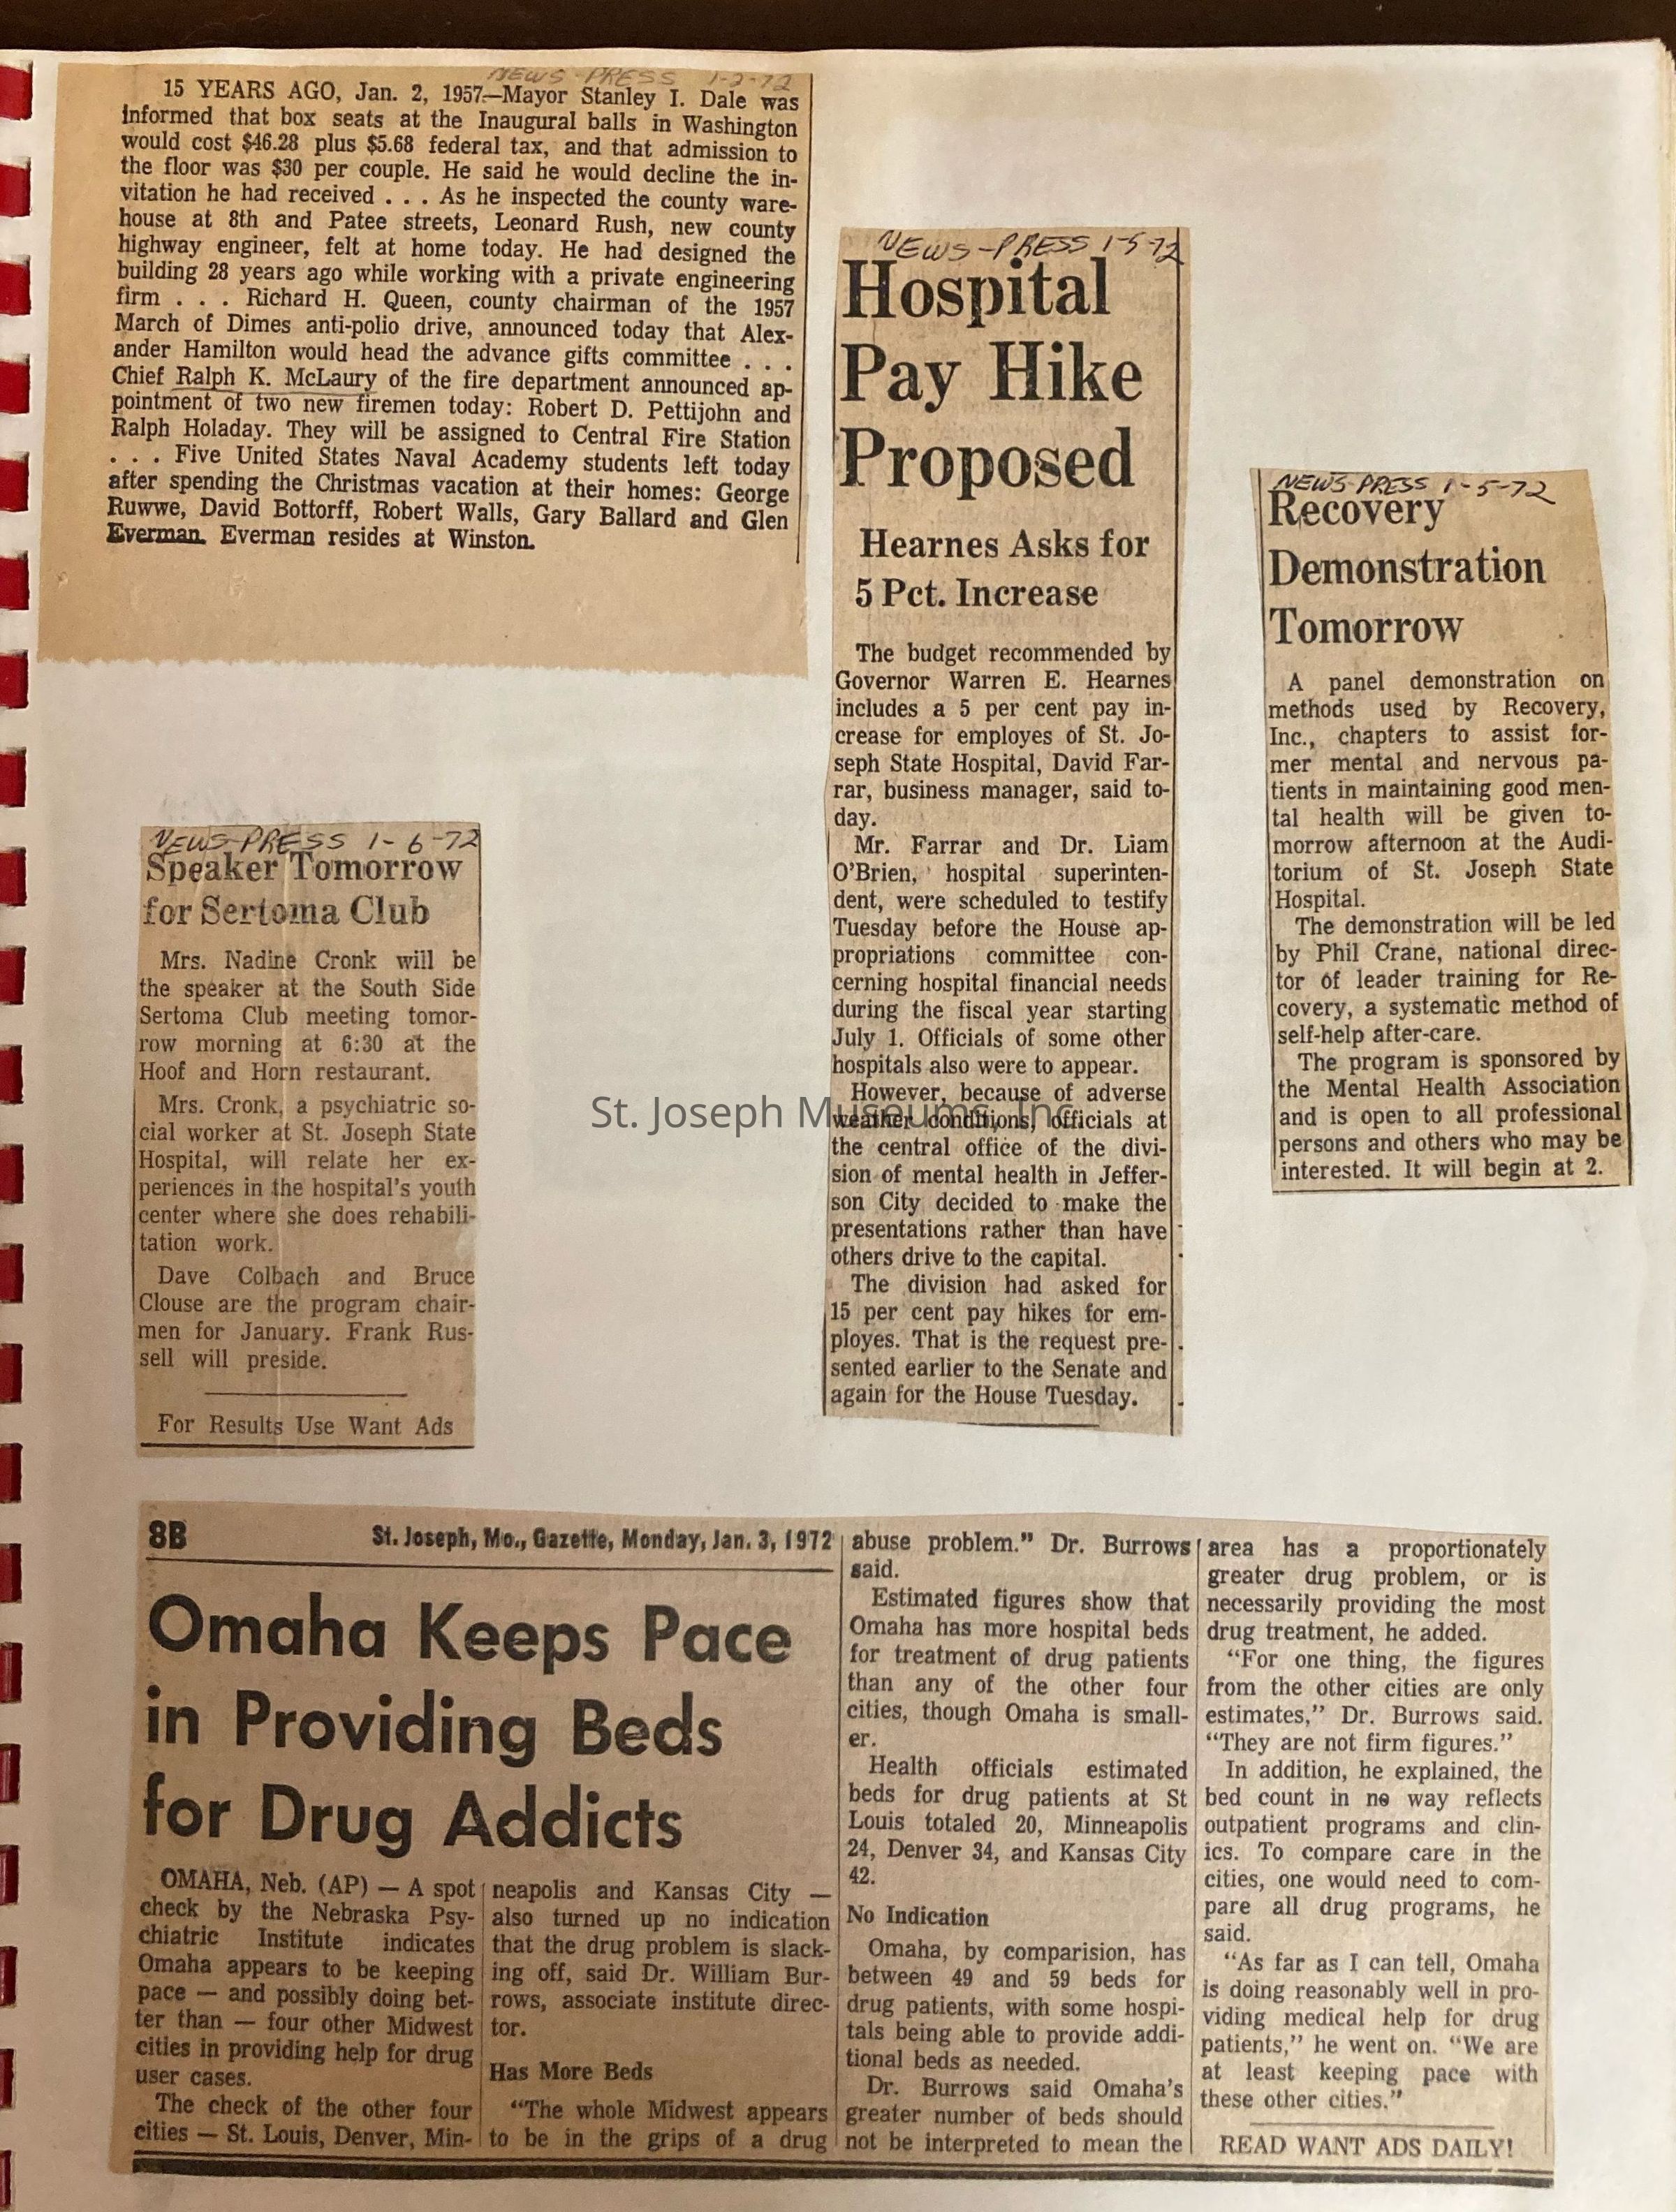 NEWS-PRESS 1-2-72
15 YEARS AGO, Jan. 2, 1957.—Mayor Stanley I. Dale was
informed that box seats at the Inaugural balls in Washington
would cost $46.28 plus $5.68 federal tax, and that admission to
the floor was $30 per couple. He said he would decline the in-
vitation he had received . . . As he inspected the county ware-
house at 8th and Patee streets, Leonard Rush, new county
highway engineer, felt at home today. He had designed the
building 28 years ago while working with a private engineering
firm . . . Richard H. Queen, county chairman of the 1957
March of Dimes anti-polio drive, announced today that Alex-
ander Hamilton would head the advance gifts committee . . .
Chief Ralph K. McLaury of the fire department announced ap-
pointment of two new firemen today: Robert D. Pettijohn and
Ralph Holaday. They will be assigned to Central Fire Station
. . . Five United States Naval Academy students left today
after spending the Christmas vacation at their homes: George
Ruwwe, David Bottorff, Robert Walls, Gary Ballard and Glen
Everman. Everman resides at Winston.
NEWS-PRESS 1-5-72
Hospital
Pay Hike
Proposed
Hearnes Asks for
5 Pct. Increase
The budget recommended by
Governor Warren E. Hearnes
includes a 5 per cent pay in-
crease for employes of St. Jo-
seph State Hospital, David Far-
rar, business manager, said to-
day.
Mr. Farrar and Dr. Liam
O'Brien, hospital superinten-
dent, were scheduled to testify
Tuesday before the House ap-
propriations committee con-
cerning hospital financial needs
during the fiscal year starting
July 1. Officials of some other
hospitals also were to appear.
However, because of adverse
weather conditions, officials at
the central office of the divi-
sion of mental health in Jeffer-
son City decided to make the
presentations rather than have
others drive to the capital.
The division had asked for
15 per cent pay hikes for em-
ployes. That is the request pre-
sented earlier to the Senate and
again for the House Tuesday.
NEWS-PRESS 1-5-72
Recovery
Demonstration
Tomorrow
A panel demonstration on
methods used by Recovery,
Inc., chapters to assist for-
mer mental and nervous pa-
tients in maintaining good men-
tal health will be given to-
morrow afternoon at the Audi-
torium of St. Joseph State
Hospital.
The demonstration will be led
by Phil Crane, national direc-
tor of leader training for Re-
covery, a systematic method of
self-help after-care.
The program is sponsored by
the Mental Health Association
and is open to all professional
persons and others who may be
interested. It will begin at 2.
NEWS-PRESS 1-6-72
Speaker Tomorrow
for Sertoma Club
Mrs. Nadine Cronk will be
the speaker at the South Side
Sertoma Club meeting tomor-
row morning at 6:30 at the
Hoof and Horn restaurant.
Mrs. Cronk, a psychiatric so-
cial worker at St. Joseph State
Hospital, will relate her ex-
periences in the hospital's youth
center where she does rehabili-
tation work.
Dave Colbach and Bruce
Clouse are the program chair-
men for January. Frank Rus-
sell will preside.
For Results Use Want Ads
St. Joseph Museums, Inc.
8B St. Joseph, Mo., Gazette, Monday, Jan. 3, 1972
Omaha Keeps Pace
in Providing Beds
for Drug Addicts
OMAHA, Neb. (AP) — A spot
check by the Nebraska Psy-
chiatric Institute indicates
Omaha appears to be keeping
pace — and possibly doing bet-
ter than — four other Midwest
cities in providing help for drug
user cases.
The check of the other four
cities — St. Louis, Denver, Min-
neapolis and Kansas City —
also turned up no indication
that the drug problem is slack-
ing off, said Dr. William Bur-
rows, associate institute direc-
tor.
Has More Beds
"The whole Midwest appears
to be in the grips of a drug
abuse problem." Dr. Burrows
said.
Estimated figures show that
Omaha has more hospital beds
for treatment of drug patients
than any of the other four
cities, though Omaha is small-
er.
Health officials estimated
beds for drug patients at St
Louis totaled 20, Minneapolis
24, Denver 34, and Kansas City
42.
No Indication
Omaha, by comparision, has
between 49 and 59 beds for
drug patients, with some hospi-
tals being able to provide addi-
tional beds as needed.
Dr. Burrows said Omaha's
greater number of beds should
not be interpreted to mean the
area has a proportionately
greater drug problem, or is
necessarily providing the most
drug treatment, he added.
"For one thing, the figures
from the other cities are only
estimates," Dr. Burrows said.
"They are not firm figures."
In addition, he explained, the
bed count in no way reflects
outpatient programs and clin-
ics. To compare care in the
cities, one would need to com-
pare all drug programs, he
said.
"As far as I can tell, Omaha
is doing reasonably well in pro-
viding medical help for drug
patients," he went on. "We are
at least keeping pace with
these other cities."
READ WANT ADS DAILY!